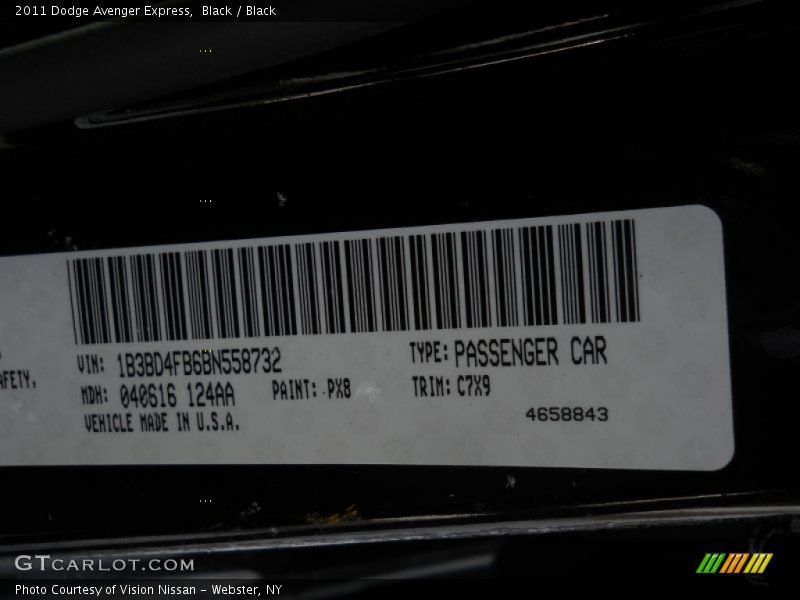 2011 Dodge Avenger Express, Black / Black
VIN: 1B3BD4FB6BN558732 TYPE: PASSENGER CAR
AFETY.
MDH: 040616 124AA PAINT: PX8 TRIM: C7X9
VEHICLE MADE IN U.S.A.
4658843
GTCARLOT.COM
Photo Courtesy of Vision Nissan - Webster, NY